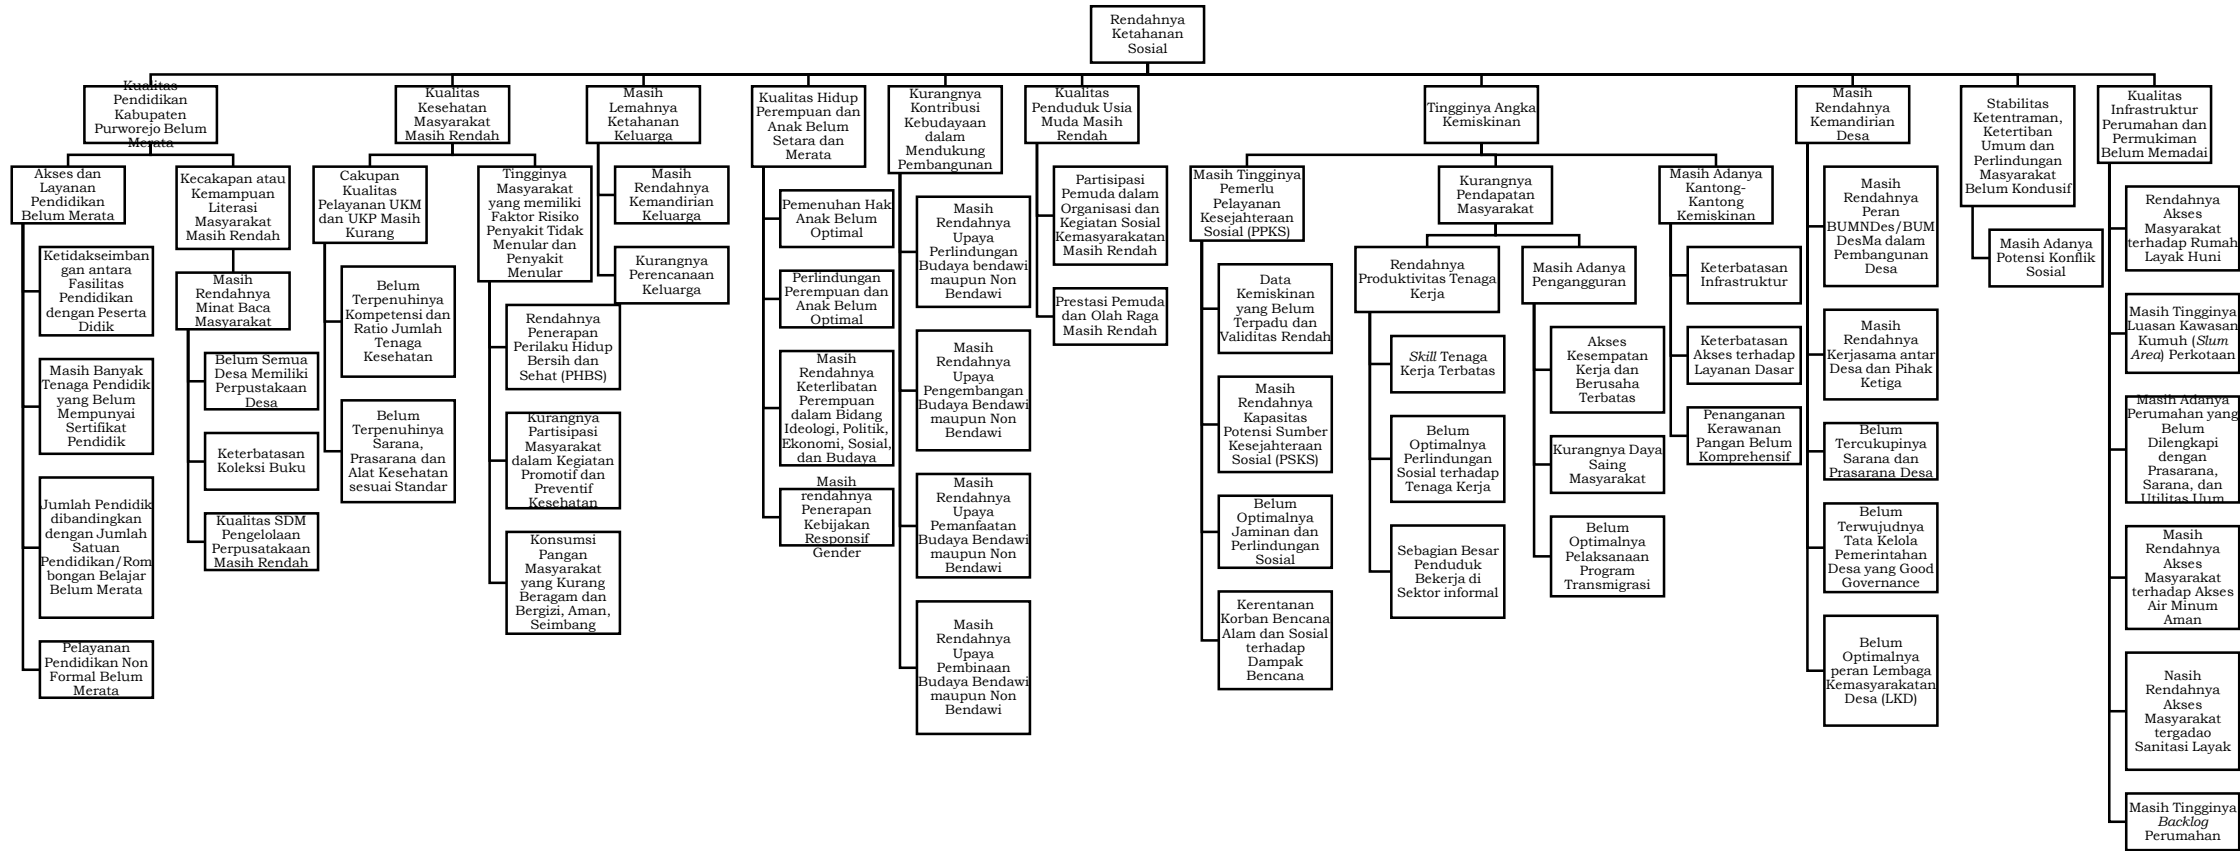 Rendahnya
Ketahanan
Sosial
Kualitas
Pendidikan
Kabupaten
Purworejo Belum
Merata
Akses dan
Layanan
Pendidikan
Belum Merata
Ketidakseimban
gan antara
Fasilitas
Pendidikan
dengan Peserta
Didik
Masih Banyak
Tenaga Pendidik
yang Belum
Mempunyai
Sertifikat
Pendidik
Jumlah Pendidik
dibandingkan
dengan Jumlah
Satuan
Pendidikan/Rom
bongan Belajar
Belum Merata
Pelayanan
Pendidikan Non
Formal Belum
Merata
Kecakapan atau
Kemampuan
Literasi
Masyarakat
Masih Rendah
Masih
Rendahnya
Minat Baca
Masyarakat
Belum Semua
Desa Memiliki
Perpustakaan
Desa
Keterbatasan
Koleksi Buku
Kualitas SDM
Pengelolaan
Perpusatakaan
Masih Rendah
Kualitas
Kesehatan
Masyarakat
Masih Rendah
Cakupan
Kualitas
Pelayanan UKM
dan UKP Masih
Kurang
Belum
Terpenuhinya
Kompetensi dan
Ratio Jumlah
Tenaga
Kesehatan
Belum
Terpenuhinya
Sarana,
Prasarana dan
Alat Kesehatan
sesuai Standar
Tingginya
Masyarakat
yang memiliki
Faktor Risiko
Penyakit Tidak
Menular dan
Penyakit
Menular
Rendahnya
Penerapan
Perilaku Hidup
Bersih dan
Sehat (PHBS)
Kurangnya
Partisipasi
Masyarakat
dalam Kegiatan
Promotif dan
Preventif
Kesehatan
Konsumsi
Pangan
Masyarakat
yang Kurang
Beragam dan
Bergizi, Aman,
Seimbang
Masih
Lemahnya
Ketahanan
Keluarga
Masih
Rendahnya
Kemandirian
Keluarga
Kurangnya
Perencanaan
Keluarga
Kualitas Hidup
Perempuan dan
Anak Belum
Setara dan
Merata
Pemenuhan Hak
Anak Belum
Optimal
Perlindungan
Perempuan dan
Anak Belum
Optimal
Masih
Rendahnya
Keterlibatan
Perempuan
dalam Bidang
Ideologi, Politik,
Ekonomi, Sosial,
dan Budaya
Masih
rendahnya
Penerapan
Kebijakan
Responsif
Gender
Kurangnya
Kontribusi
Kebudayaan
dalam
Mendukung
Pembangunan
Masih
Rendahnya
Upaya
Perlindungan
Budaya bendawi
maupun Non
Bendawi
Masih
Rendahnya
Upaya
Pengembangan
Budaya Bendawi
maupun Non
Bendawi
Masih
Rendahnya
Upaya
Pemanfaatan
Budaya Bendawi
maupun Non
Bendawi
Masih
Rendahnya
Upaya
Pembinaan
Budaya Bendawi
maupun Non
Bendawi
Kualitas
Penduduk Usia
Muda Masih
Rendah
Partisipasi
Pemuda dalam
Organisasi dan
Kegiatan Sosial
Kemasyarakatan
Masih Rendah
Prestasi Pemuda
dan Olah Raga
Masih Rendah
Tingginya Angka
Kemiskinan
Masih Tingginya
Pemerlu
Pelayanan
Kesejahteraan
Sosial (PPKS)
Data
Kemiskinan
yang Belum
Terpadu dan
Validitas Rendah
Masih
Rendahnya
Kapasitas
Potensi Sumber
Kesejahteraan
Sosial (PSKS)
Belum
Optimalnya
Jaminan dan
Perlindungan
Sosial
Kerentanan
Korban Bencana
Alam dan Sosial
terhadap
Dampak
Bencana
Kurangnya
Pendapatan
Masyarakat
Rendahnya
Produktivitas Tenaga
Kerja
Skill Tenaga
Kerja Terbatas
Belum
Optimalnya
Perlindungan
Sosial terhadap
Tenaga Kerja
Sebagian Besar
Penduduk
Bekerja di
Sektor informal
Masih Adanya
Pengangguran
Akses
Kesempatan
Kerja dan
Berusaha
Terbatas
Kurangnya Daya
Saing
Masyarakat
Belum
Optimalnya
Pelaksanaan
Program
Transmigrasi
Masih Adanya
Kantong-
Kantong
Kemiskinan
Keterbatasan
Infrastruktur
Keterbatasan
Akses terhadap
Layanan Dasar
Penanganan
Kerawanan
Pangan Belum
Komprehensif
Masih
Rendahnya
Kemandirian
Desa
Masih
Rendahnya
Peran
BUMNDes/BUM
DesMa dalam
Pembangunan
Desa
Masih
Rendahnya
Kerjasama antar
Desa dan Pihak
Ketiga
Belum
Tercukupinya
Sarana dan
Prasarana Desa
Belum
Terwujudnya
Tata Kelola
Pemerintahan
Desa yang Good
Governance
Belum
Optimalnya
peran Lembaga
Kemasyarakatan
Desa (LKD)
Stabilitas
Ketentraman,
Ketertiban
Umum dan
Perlindungan
Masyarakat
Belum Kondusif
Masih Adanya
Potensi Konflik
Sosial
Kualitas
Infrastruktur
Perumahan dan
Permukiman
Belum Memadai
Rendahnya
Akses
Masyarakat
terhadap Rumah
Layak Huni
Masih Tingginya
Luasan Kawasan
Kumuh (Slum
Area) Perkotaan
Masih Adanya
Perumahan yang
Belum
Dilengkapi
dengan
Prasarana,
Sarana, dan
Utilitas Uum
Masih
Rendahnya
Akses
Masyarakat
terhadap Akses
Air Minum
Aman
Nasih
Rendahnya
Akses
Masyarakat
tergadao
Sanitasi Layak
Masih Tingginya
Backlog
Perumahan